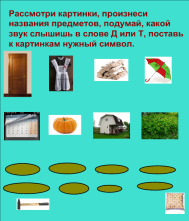 Рассмотри картинки, произнеси
названия предметов, подумай, какой
звук слышишь в слове Д или Т, поставь
к картинкам нужный символ.